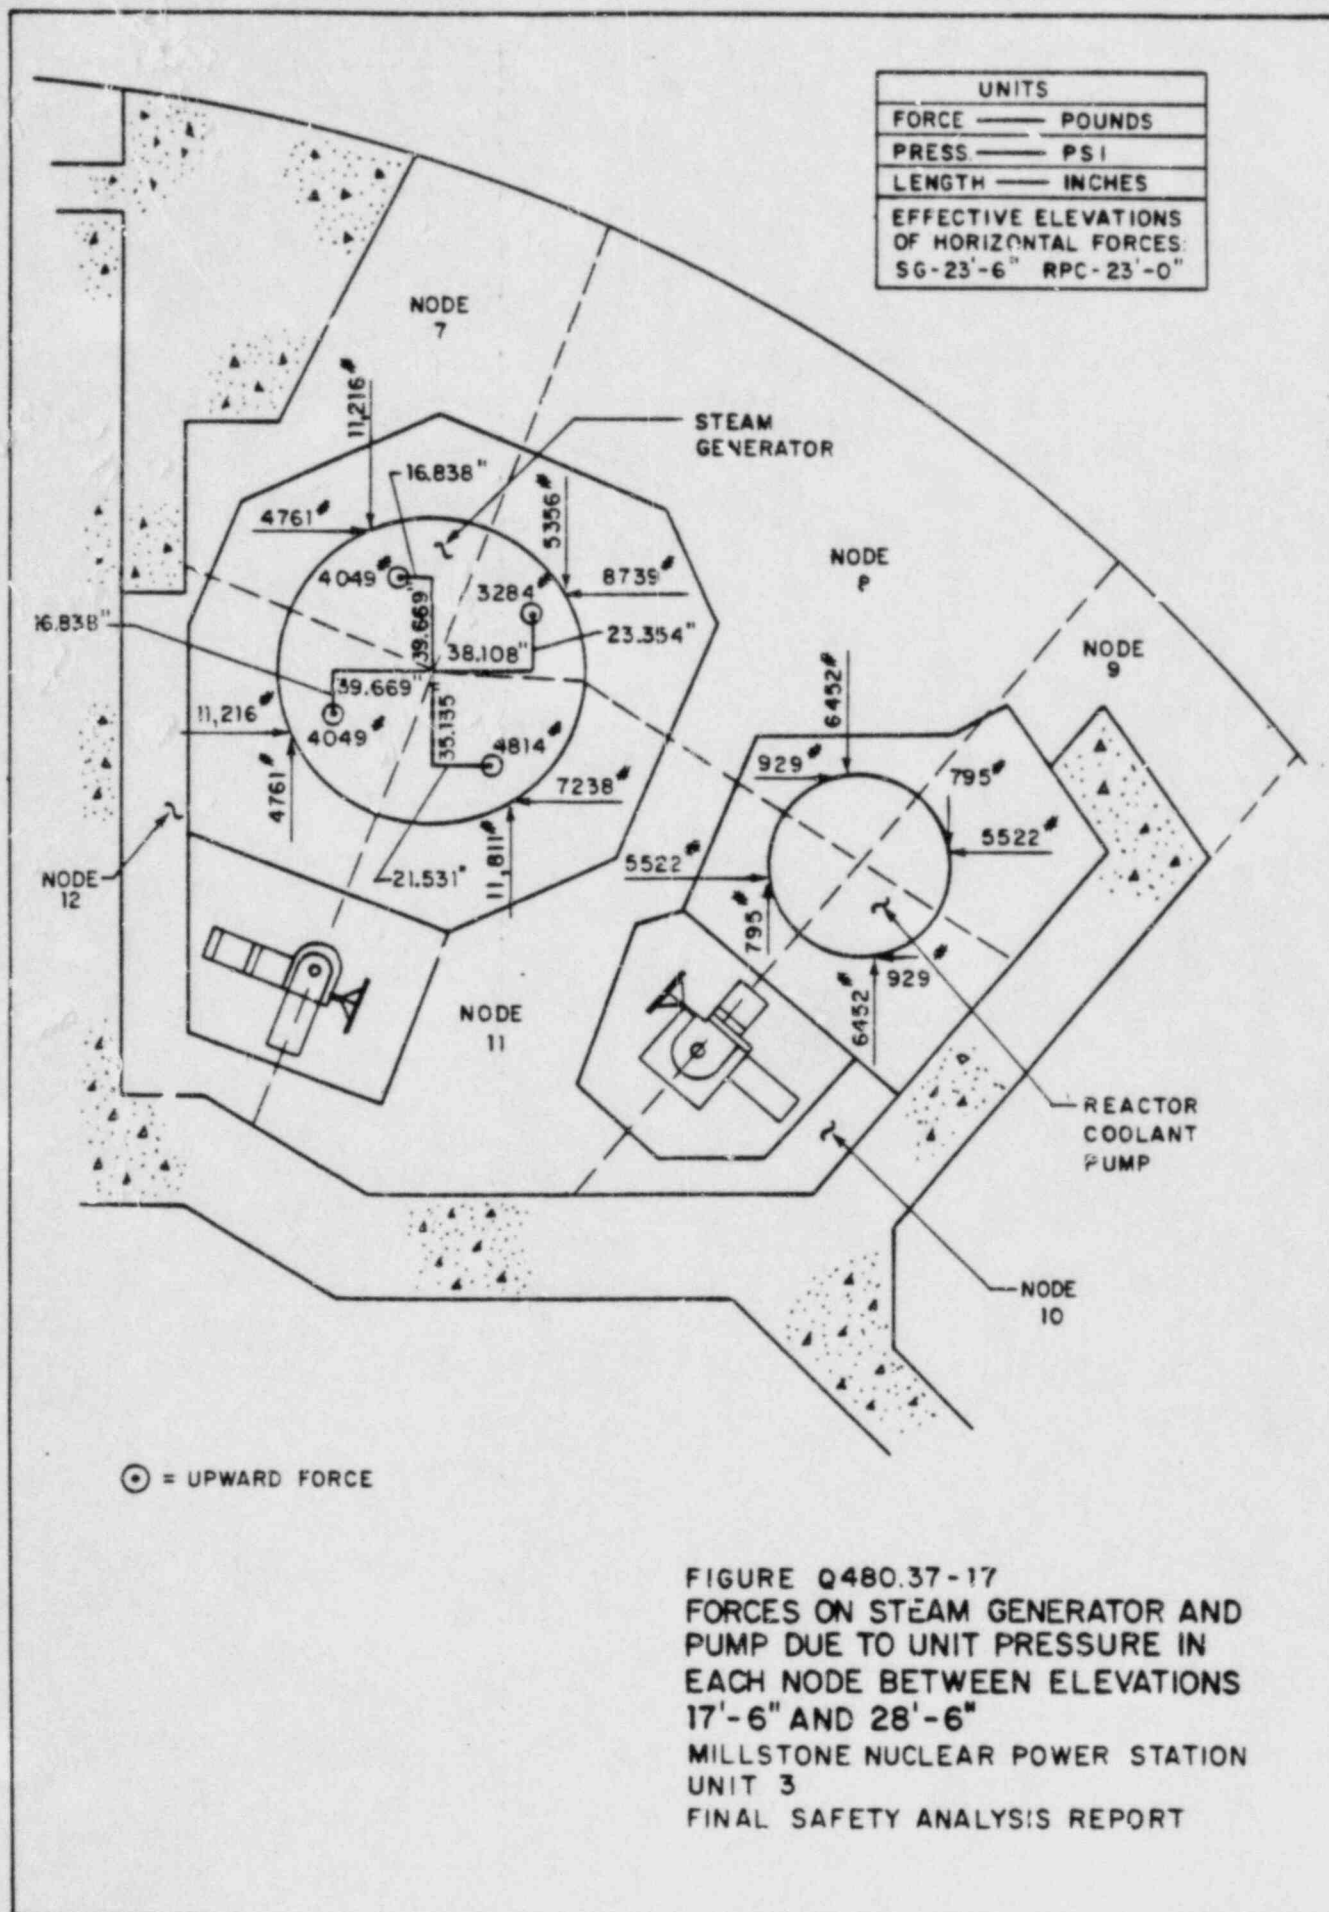 UNITS
FORCE POUNDS
PRESS. PSI
LENGTH INCHES
EFFECTIVE ELEVATIONS
OF HORIZONTAL FORCES:
SG-23'-6" RPC-23'-0"
NODE
7
11,216#
STEAM
GENERATOR
16.838"
4761#
5356#
8739#
NODE
4049#
3284#
39.669"
38.108"
23.354"
16.838"
NODE
9
39.669"
11,216#
4049#
35.135"
4814#
6452#
929#
795#
4761#
7238#
5522#
5522#
11,811#
21.531"
NODE
12
795#
929#
6452#
NODE
11
REACTOR
COOLANT
PUMP
NODE
10
= UPWARD FORCE
FIGURE Q480.37-17
FORCES ON STEAM GENERATOR AND
PUMP DUE TO UNIT PRESSURE IN
EACH NODE BETWEEN ELEVATIONS
17'-6" AND 28'-6"
MILLSTONE NUCLEAR POWER STATION
UNIT 3
FINAL SAFETY ANALYSIS REPORT